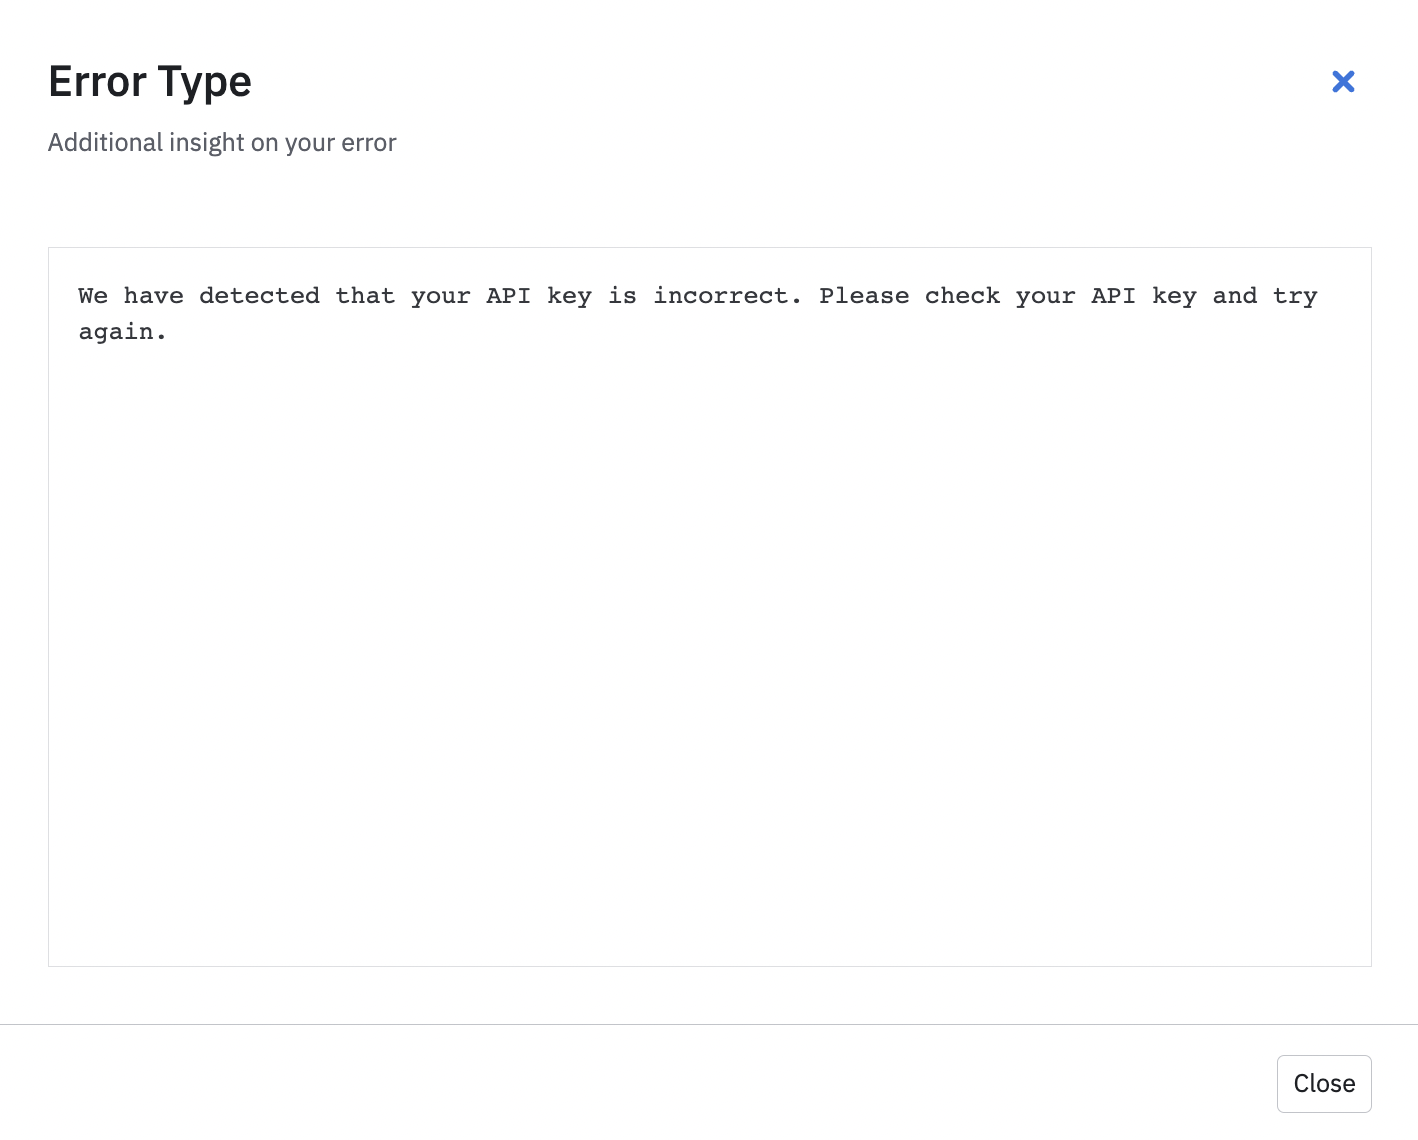 Error Type
Additional insight on your error
We have detected that your API key is incorrect. Please check your API key and try
again.
Close